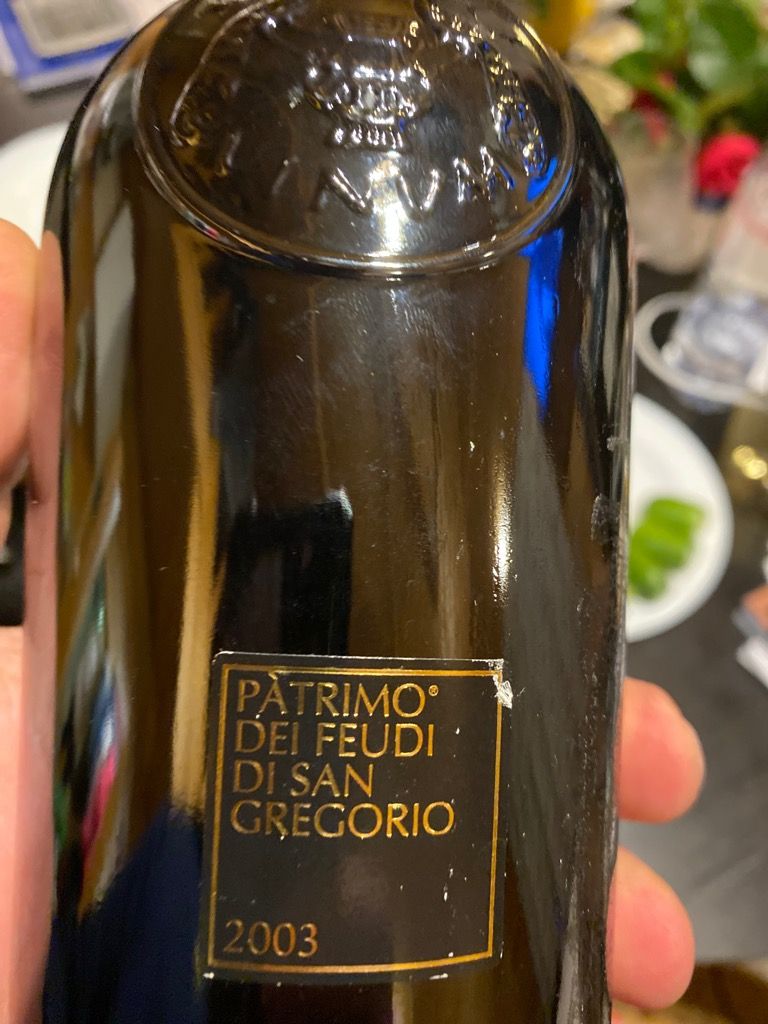 PÀTRIMO®
DEI FEUDI
DI SAN
GREGORIO
2003